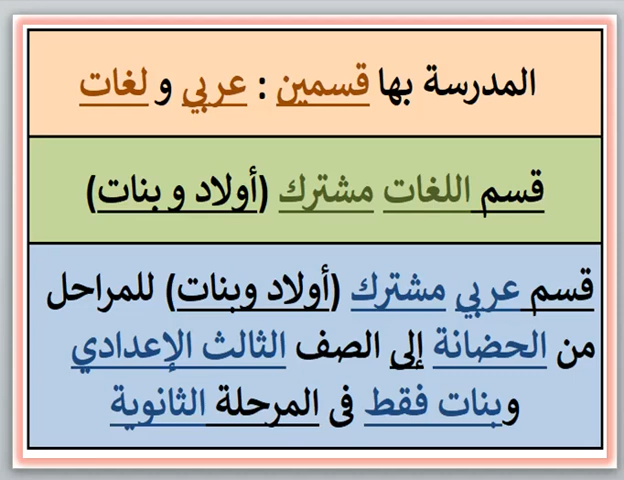 المدرسة بها قسمين : عربي و لغات
قسم اللغات مشترك (أولاد و بنات)
قسم عربي مشترك (أولاد وبنات) للمراحل
من الحضانة إلى الصف الثالث الإعدادي
وبنات فقط فى المرحلة الثانوية